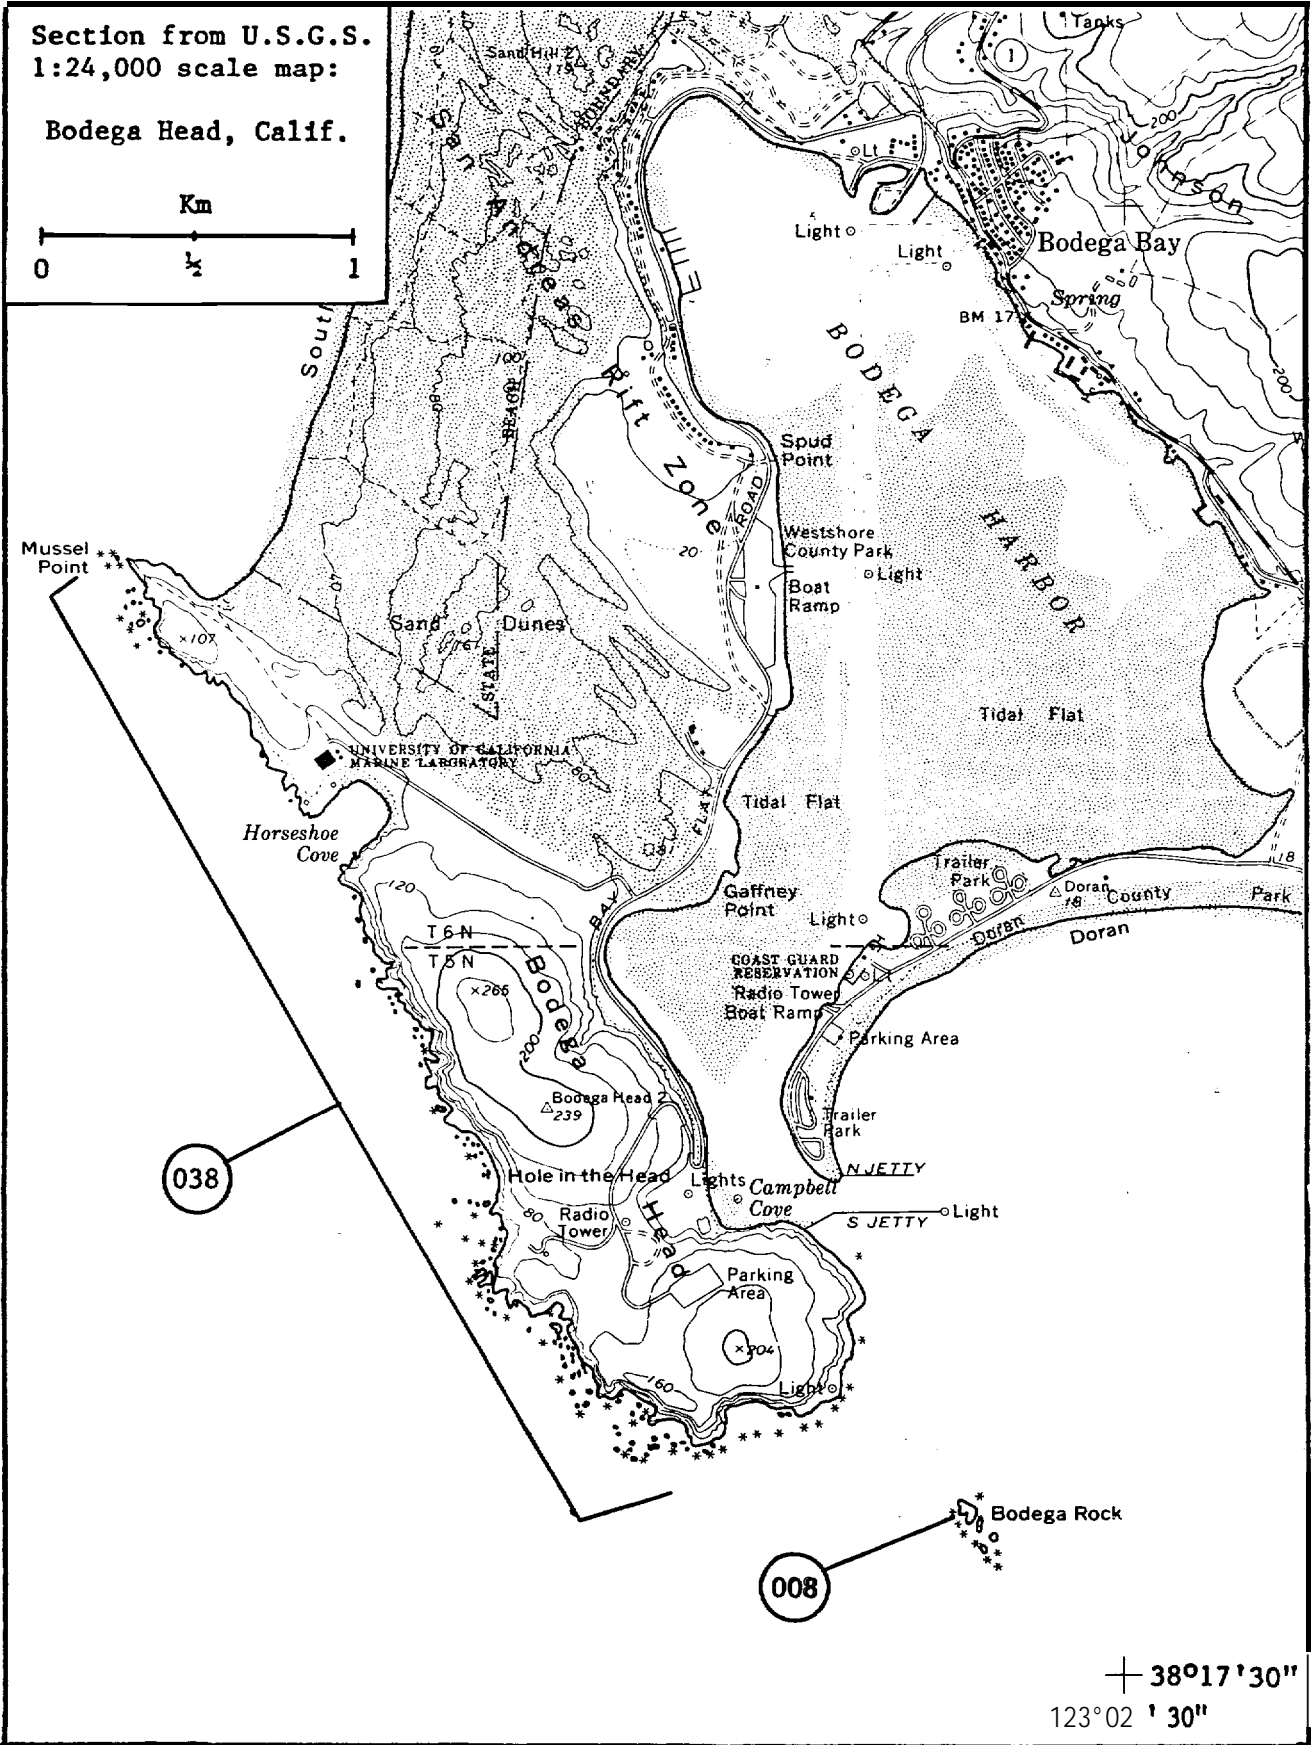 Section from U.S.G.S.
1:24,000 scale map:
Bodega Head, Calif.
Km
0 ½ 1
Tanks
1
Sand Hill 2
179
BOUNDARY
San Andreas Rift Zone
200
Johnson
Lt
Light
Light
Bodega Bay
Spring
BM 17
BODEGA
HARBOR
200
South
100
80
BEACH
Spud
Point
ROAD
Westshore
County Park
Light
20
Boat
Ramp
Mussel
Point
×107
40
Sand Dunes
161
STATE
Tidal Flat
UNIVERSITY OF CALIFORNIA
MARINE LABORATORY
80
FLAT
Tidal Flat
Horseshoe
Cove
Trailer
Park
18
120
Gaffney
Point
Doran
18
County Park
BAY
Light
Doran
Doran
T6N
T5N
COAST GUARD
RESERVATION
Lt
×265
Radio Tower
Boat Ramp
Bodega Head
200
Parking Area
Bodega Head 2
239
Trailer
Park
038
Hole in the Head
N JETTY
Lights
Campbell
Cove
80
Radio
Tower
S JETTY
Light
Parking
Area
×204
160
Light
Bodega Rock
008
38°17'30"
123°02 ' 30"